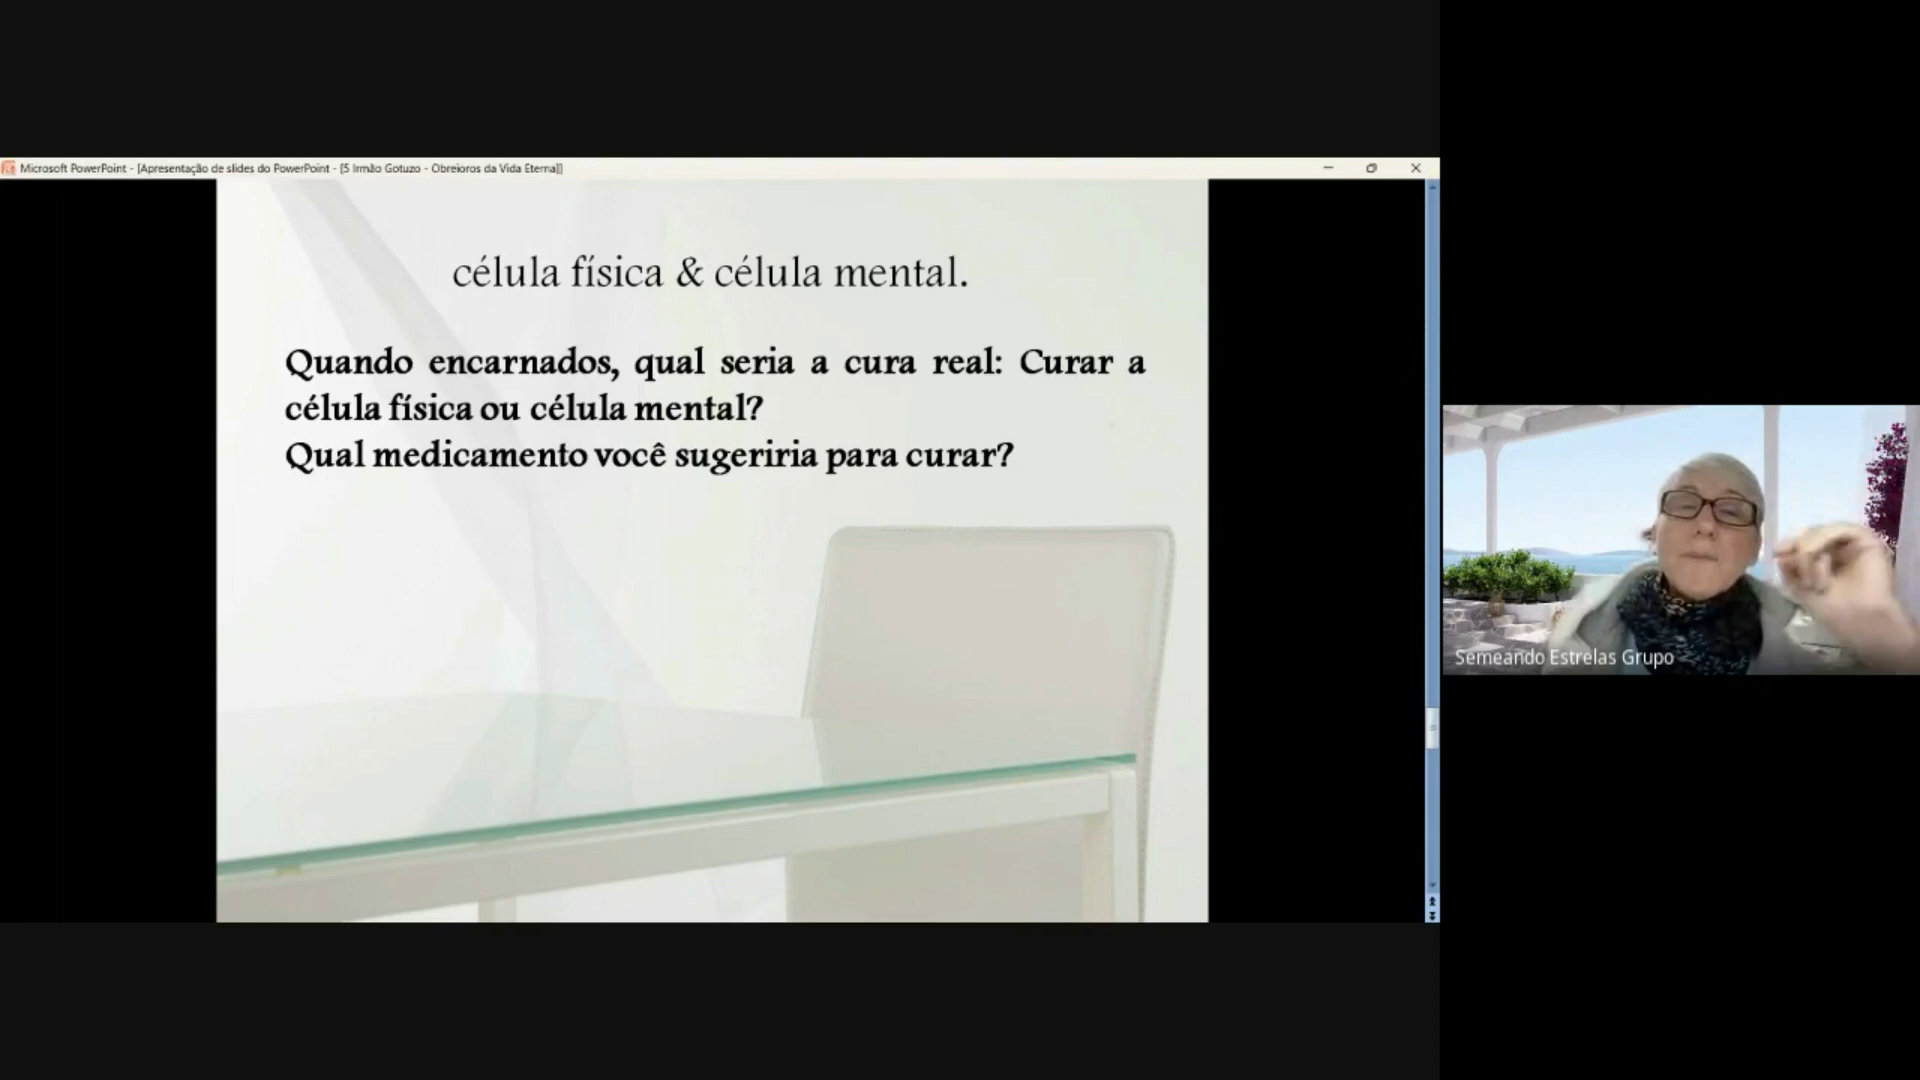 Microsoft PowerPoint - [Apresentação de slides do PowerPoint - [5 Irmão Gotuzo - Obreioros da Vida Eterna]]
célula física & célula mental.
Quando encarnados, qual seria a cura real: Curar a
célula física ou célula mental?
Qual medicamento você sugeriria para curar?
Semeando Estrelas Grupo